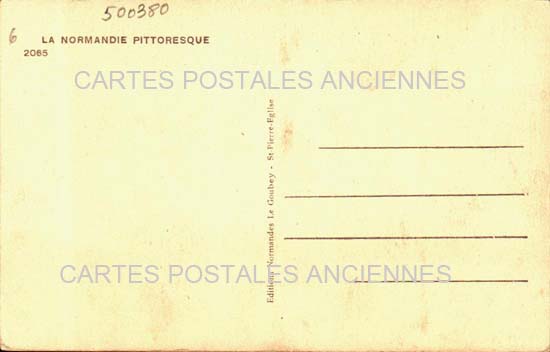 500380
6
LA NORMANDIE PITTORESQUE
2065
CARTES POSTALES ANCIENNES
Editions Normandes Le Goubey - St-Pierre-Eglise
CARTES POSTALES ANCIENNES